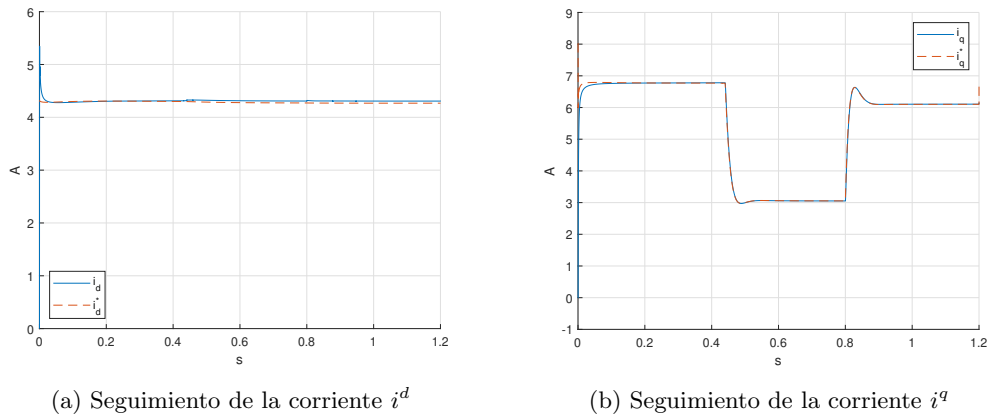 6
5
4
3
2
1
0
A
i_d
i_d^*
0 0.2 0.4 0.6 0.8 1 1.2
s
(a) Seguimiento de la corriente i^d
9
8
7
6
5
4
3
2
1
0
-1
A
i_q
i_q^*
0 0.2 0.4 0.6 0.8 1 1.2
s
(b) Seguimiento de la corriente i^q